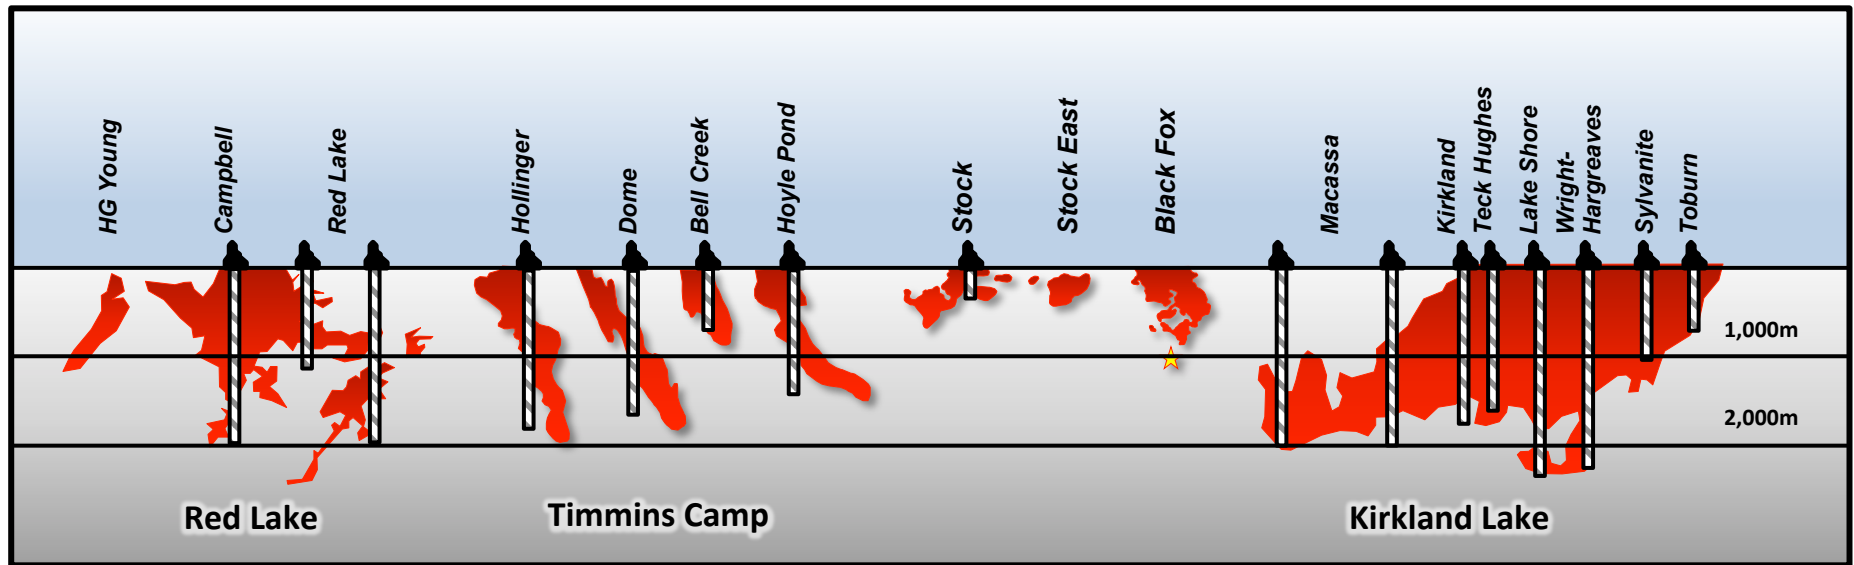 HG Young
Campbell
Red Lake
Hollinger
Dome
Bell Creek
Hoyle Pond
Stock
Stock East
Black Fox
Macassa
Kirkland
Teck Hughes
Lake Shore
Wright-
Hargreaves
Sylvanite
Toburn
1,000m
2,000m
Red Lake
Timmins Camp
Kirkland Lake